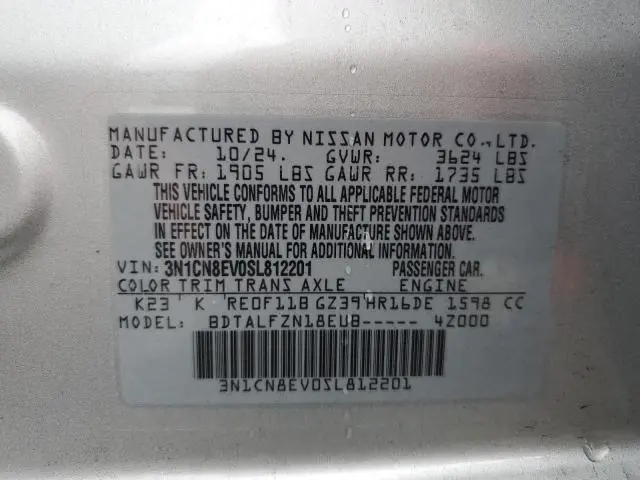 MANUFACTURED BY NISSAN MOTOR CO., LTD.
DATE: 10/24. GVWR: 3624 LBS
GAWR FR: 1905 LBS GAWR RR: 1735 LBS
THIS VEHICLE CONFORMS TO ALL APPLICABLE FEDERAL MOTOR
VEHICLE SAFETY, BUMPER AND THEFT PREVENTION STANDARDS
IN EFFECT ON THE DATE OF MANUFACTURE SHOWN ABOVE.
SEE OWNER'S MANUAL FOR ADDITIONAL INFORMATION.
VIN: 3N1CN8EV0SL812201 PASSENGER CAR.
COLOR TRIM TRANS AXLE ENGINE
K23 K RE0F11B GZ39 HR16DE 1598 CC
MODEL: BDTALFZN18EUB----- 4Z000
3N1CN8EV0SL812201